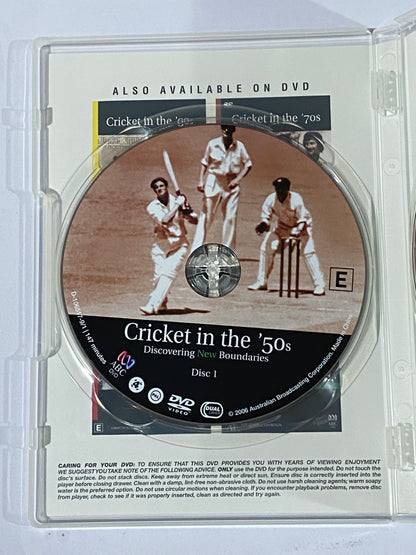 ALSO AVAILABLE ON DVD
Cricket in the '60s
Cricket in the '70s
E
Cricket in the '50s
Discovering New Boundaries
Disc 1
147 minutes
ABC
DVD
DVD
VIDEO
DUAL
© 2006 Australian Broadcasting Corporation. Made in
E
CARING FOR YOUR DVD: TO ENSURE THAT THIS DVD PROVIDES YOU WITH YEARS OF VIEWING ENJOYMENT
WE SUGGEST YOU TAKE NOTE OF THE FOLLOWING ADVICE. ONLY use the DVD for the purpose intended. Do not touch the
disc's surface. Do not stack discs. Keep away from extreme heat or direct sun. Ensure disc is correctly inserted into the
player before closing drawer. Clean with a damp, lint-free non-abrasive cloth. Do not use harsh cleaning agents; warm soapy
water is the preferred option. Do not use circular motions when cleaning. If you encounter playback problems, remove disc
from player, check to see if it was properly inserted, clean as directed and try again.